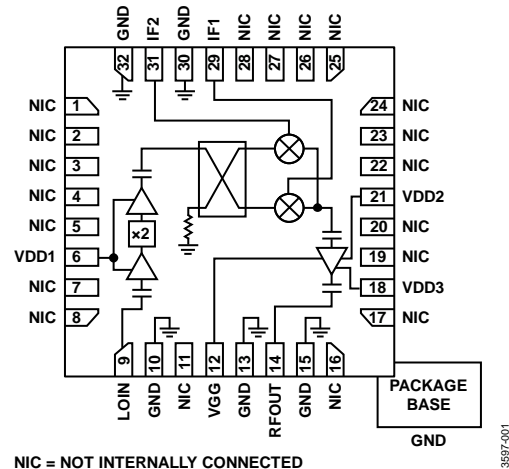 GND
IF2
GND
IF1
NIC
NIC
NIC
NIC
32
31
30
29
28
27
26
25
NIC 1
NIC 2
NIC 3
NIC 4
NIC 5
VDD1 6
NIC 7
NIC 8
24 NIC
23 NIC
22 NIC
21 VDD2
20 NIC
19 NIC
18 VDD3
17 NIC
×2
9
10
11
12
13
14
15
16
LOIN
GND
NIC
VGG
GND
RFOUT
GND
NIC
PACKAGE
BASE
GND
NIC = NOT INTERNALLY CONNECTED
3597-001